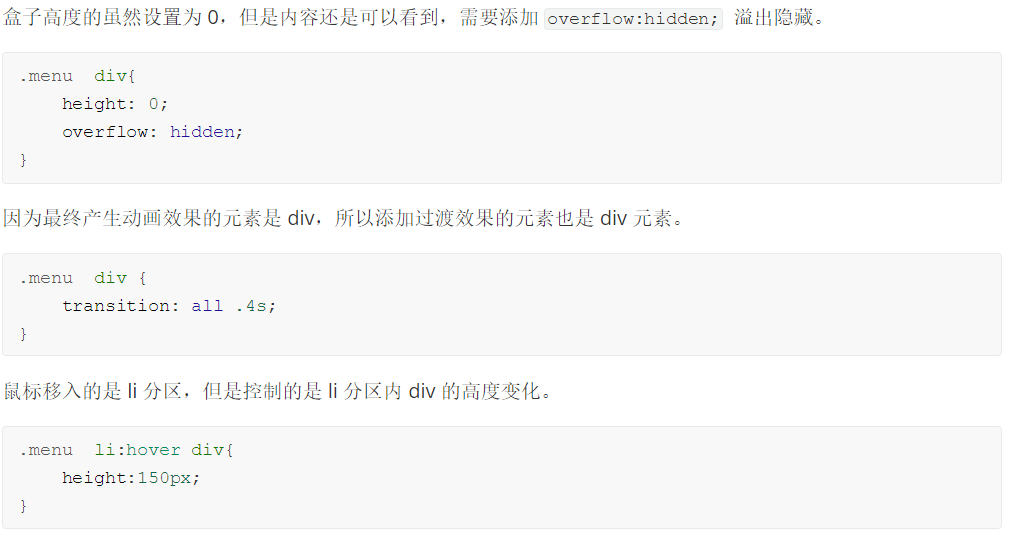 盒子高度的虽然设置为 0，但是内容还是可以看到，需要添加 overflow:hidden; 溢出隐藏。
.menu  div{
    height: 0;
    overflow: hidden;
}
因为最终产生动画效果的元素是 div，所以添加过渡效果的元素也是 div 元素。
.menu  div {
    transition: all .4s;
}
鼠标移入的是 li 分区，但是控制的是 li 分区内 div 的高度变化。
.menu  li:hover div{
    height:150px;
}